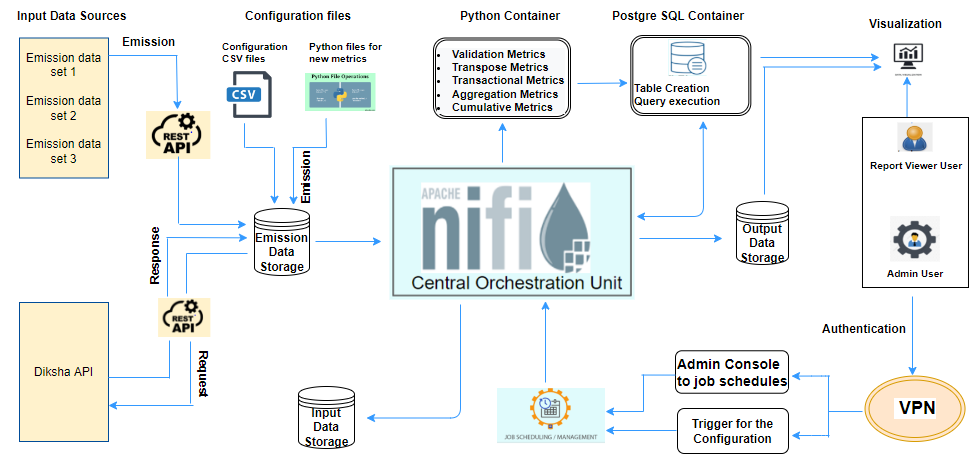 Input Data Sources
Configuration files
Python Container
Postgre SQL Container
Visualization
Emission
Emission data
set 1
Emission data
set 2
Emission data
set 3
REST
API
Configuration
CSV files
CSV
Python files for
new metrics
Python File Operations
Emission
Validation Metrics
Transpose Metrics
Transactional Metrics
Aggregation Metrics
Cumulative Metrics
Table Creation
Query execution
Report Viewer User
Admin User
Emission
Data
Storage
Response
APACHE
nifi
Central Orchestration Unit
Output
Data
Storage
REST
API
Request
Diksha API
Input
Data
Storage
JOB SCHEDULING / MANAGEMENT
Admin Console
to job schedules
Trigger for the
Configuration
Authentication
VPN